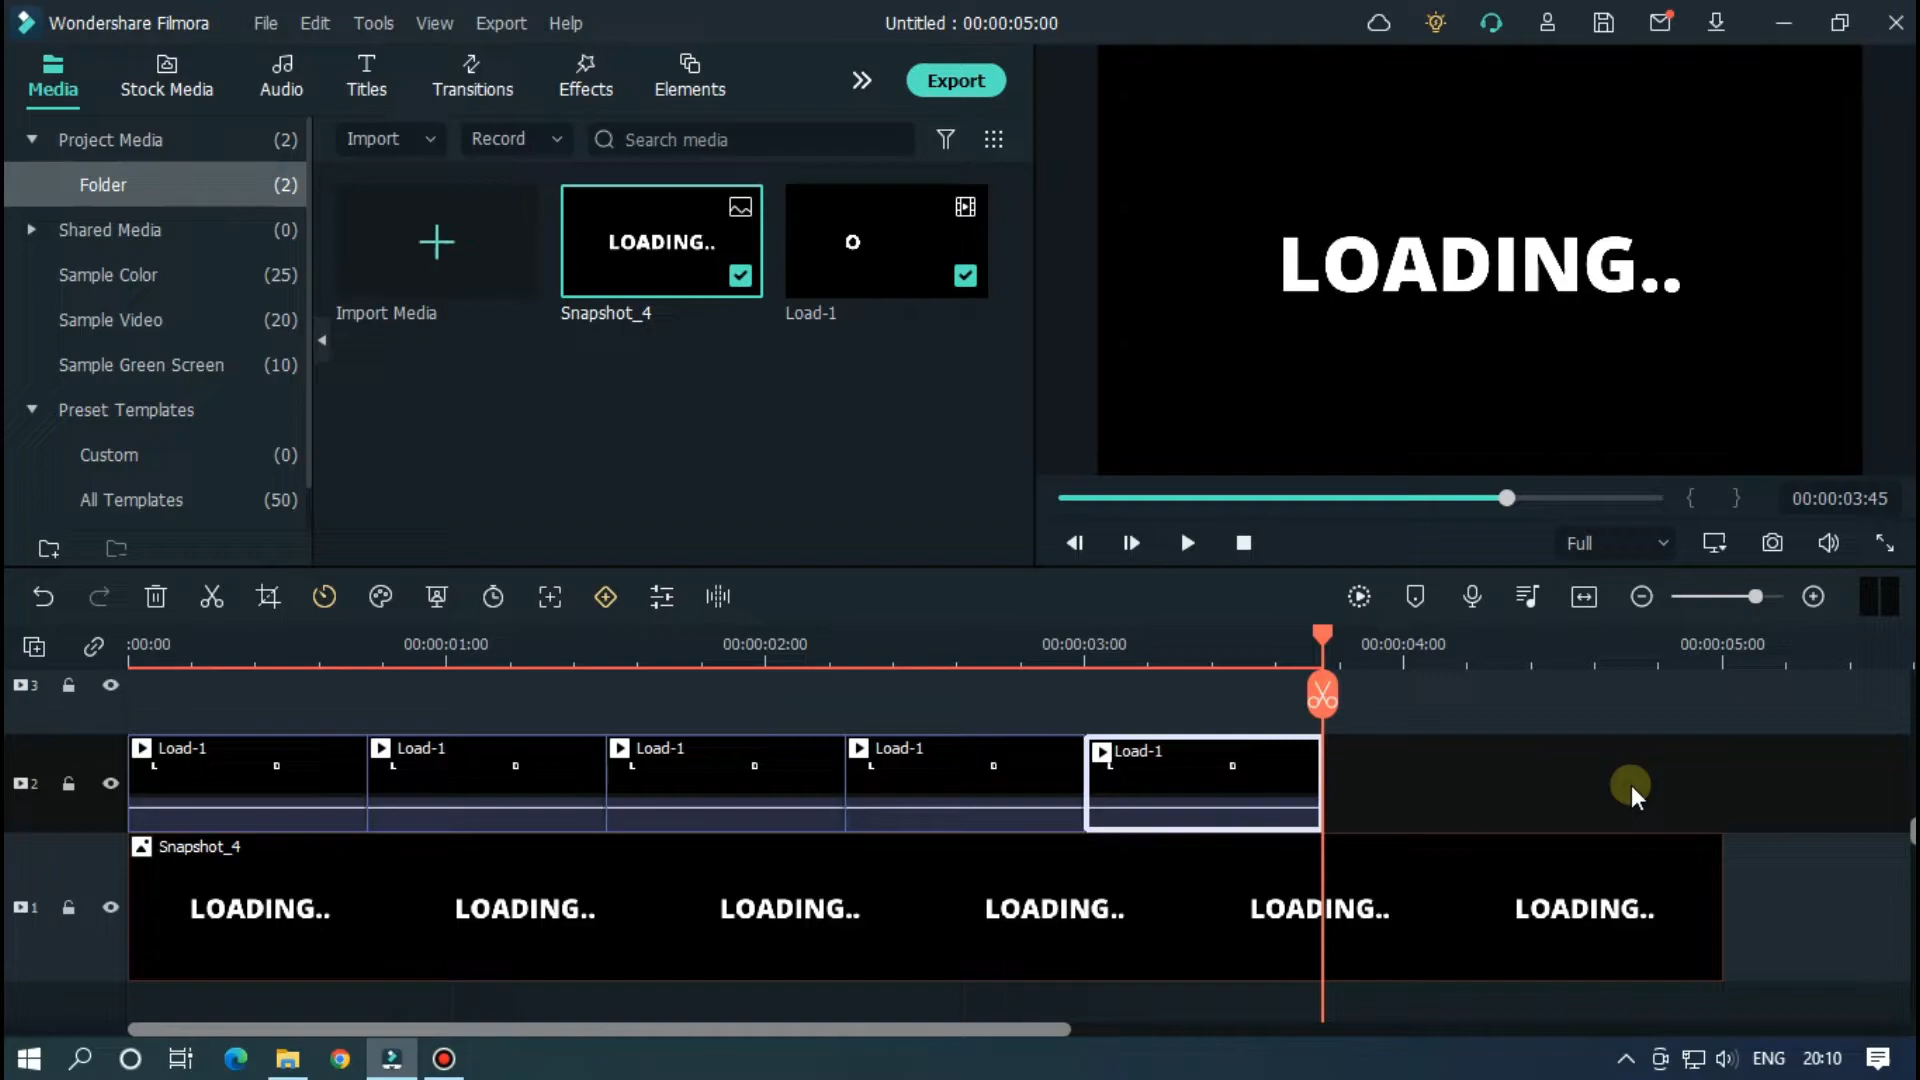 Wondershare Filmora File Edit Tools View Export Help Untitled : 00:00:05:00
Media Stock Media Audio Titles Transitions Effects Elements Export
Project Media (2) Import Record Search media
Folder (2)
Shared Media (0)
Sample Color (25)
Sample Video (20)
Sample Green Screen (10)
Preset Templates
Custom (0)
All Templates (50)
LOADING..
O
Import Media Snapshot_4 Load-1
LOADING..
{ } 00:00:03:45
Full
:00:00 00:00:01:00 00:00:02:00 00:00:03:00 00:00:04:00 00:00:05:00
3
Load-1 Load-1 Load-1 Load-1 Load-1
L D L D L D L D L D
2
Snapshot_4
1 LOADING.. LOADING.. LOADING.. LOADING.. LOADING.. LOADING..
ENG 20:10